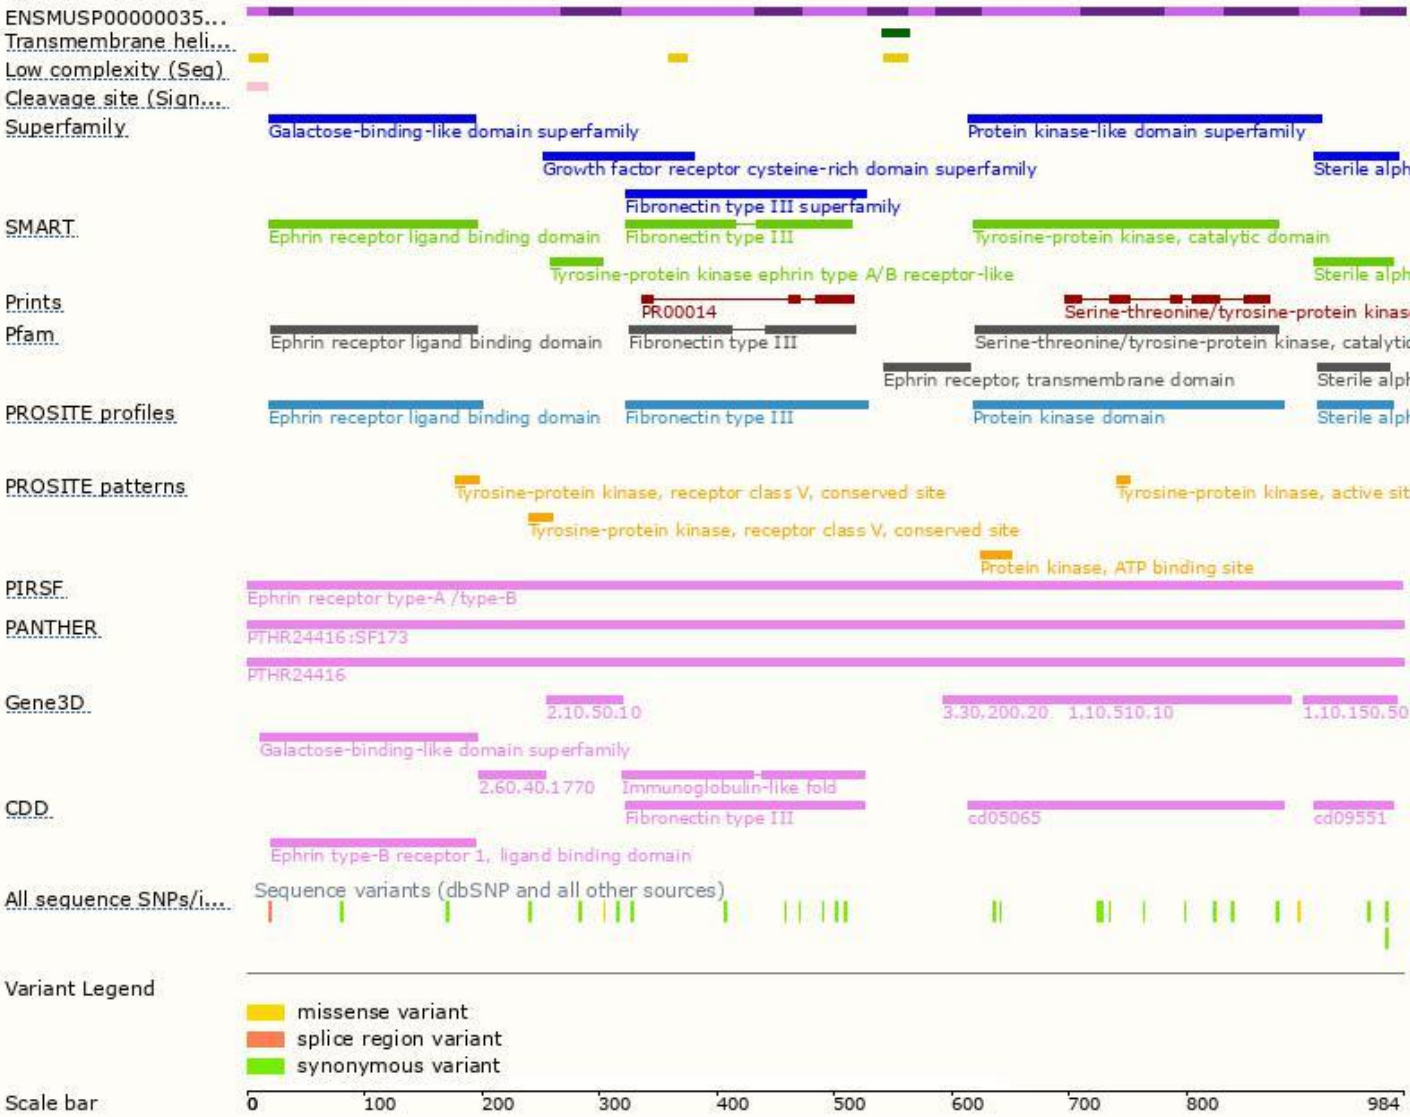 ENSMUSP00000035...
Transmembrane heli...
Low complexity (Seg)
Cleavage site (Sign...
Superfamily
Galactose-binding-like domain superfamily
Protein kinase-like domain superfamily
Growth factor receptor cysteine-rich domain superfamily
Sterile alph
Fibronectin type III superfamily
SMART
Ephrin receptor ligand binding domain
Fibronectin type III
Tyrosine-protein kinase, catalytic domain
Tyrosine-protein kinase ephrin type A/B receptor-like
Sterile alph
Prints
PR00014
Serine-threonine/tyrosine-protein kinas
Pfam
Ephrin receptor ligand binding domain
Fibronectin type III
Serine-threonine/tyrosine-protein kinase, catalytic
Ephrin receptor, transmembrane domain
Sterile alph
PROSITE profiles
Ephrin receptor ligand binding domain
Fibronectin type III
Protein kinase domain
Sterile alph
PROSITE patterns
Tyrosine-protein kinase, receptor class V, conserved site
Tyrosine-protein kinase, active sit
Tyrosine-protein kinase, receptor class V, conserved site
Protein kinase, ATP binding site
PIRSF
Ephrin receptor type-A /type-B
PANTHER
PTHR24416:SF173
PTHR24416
Gene3D
2.10.50.10
3.30.200.20
1.10.510.10
1.10.150.50
Galactose-binding-like domain superfamily
2.60.40.1770
Immunoglobulin-like fold
CDD
Fibronectin type III
cd05065
cd09551
Ephrin type-B receptor 1, ligand binding domain
All sequence SNPs/i...
Sequence variants (dbSNP and all other sources)
Variant Legend
missense variant
splice region variant
synonymous variant
Scale bar
0 100 200 300 400 500 600 700 800 984